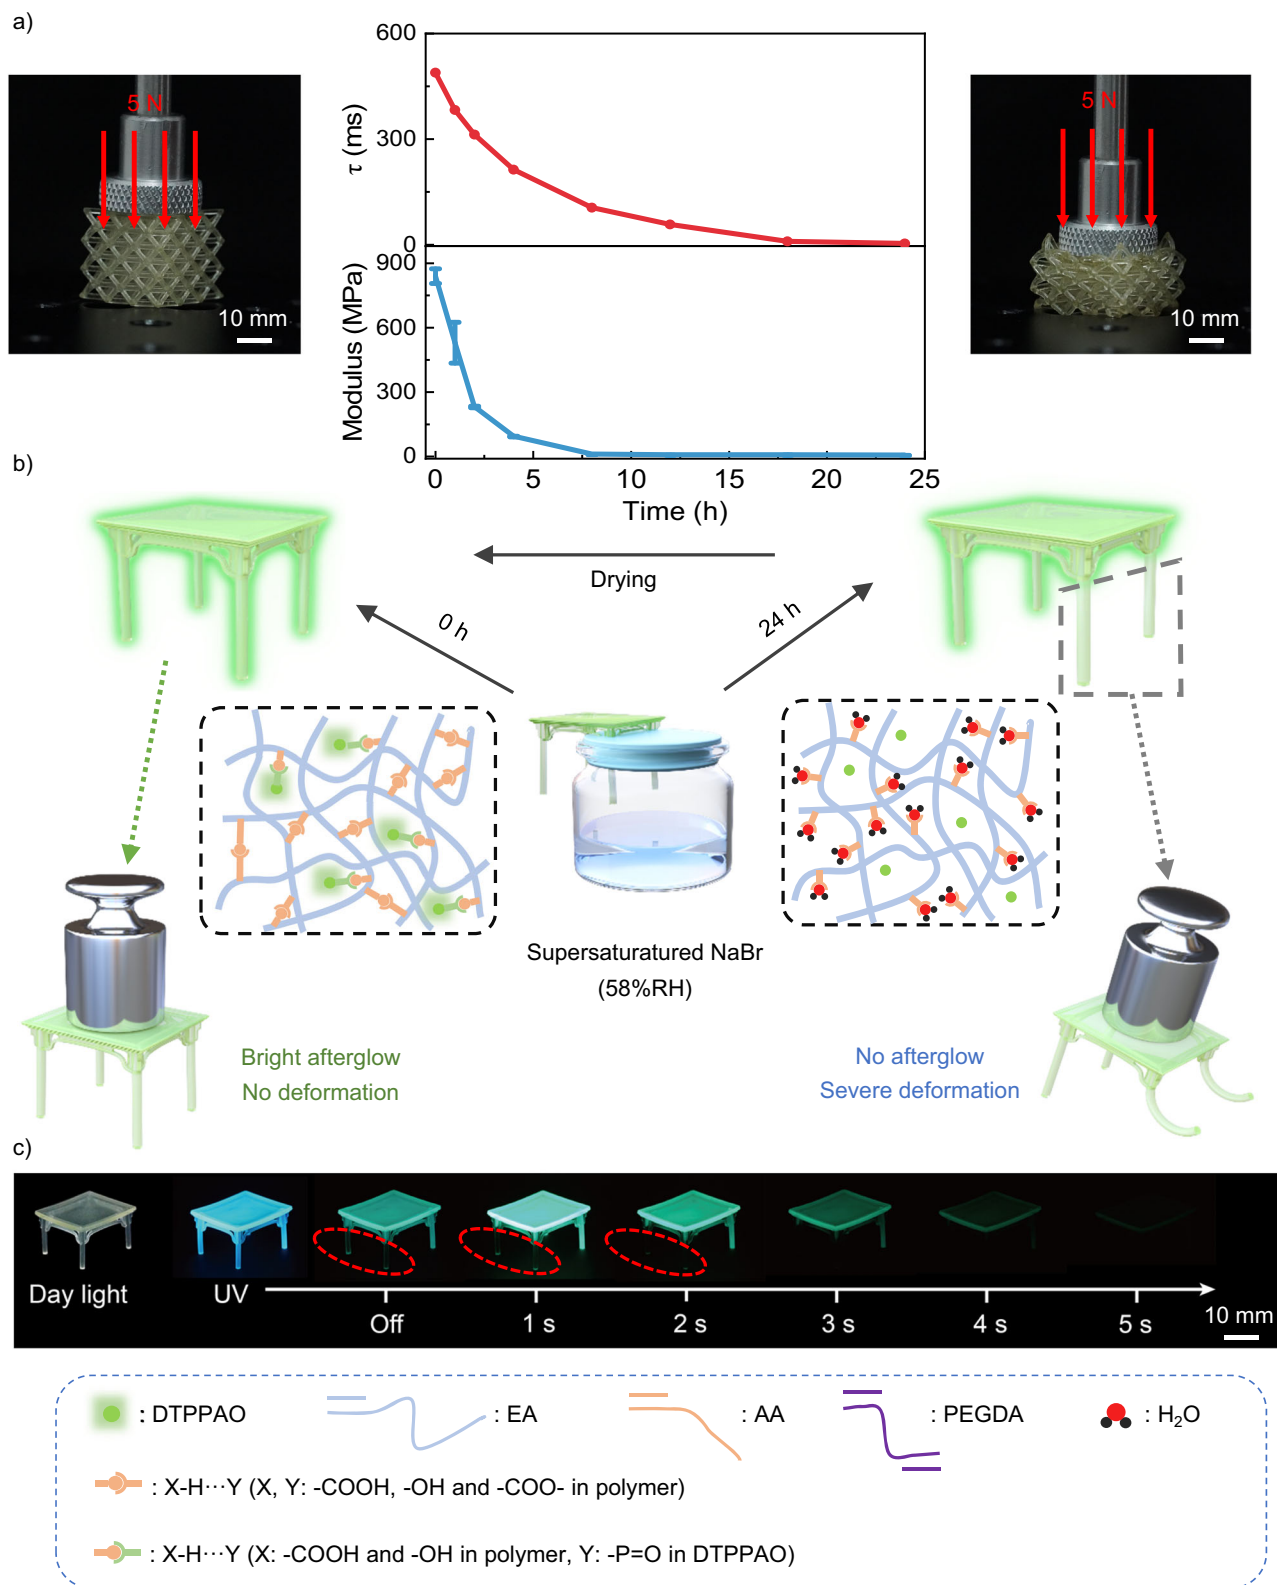 a)
5 N
10 mm
600
300
0
τ (ms)
900
600
300
0
Modulus (MPa)
0 5 10 15 20 25
Time (h)
5 N
10 mm
b)
Drying
0 h
24 h
Supersaturatured NaBr
(58%RH)
Bright afterglow
No deformation
No afterglow
Severe deformation
c)
Day light
UV
Off
1 s
2 s
3 s
4 s
5 s
10 mm
: DTPPAO
: EA
: AA
: PEGDA
: H₂O
: X-H···Y (X, Y: -COOH, -OH and -COO- in polymer)
: X-H···Y (X: -COOH and -OH in polymer, Y: -P=O in DTPPAO)